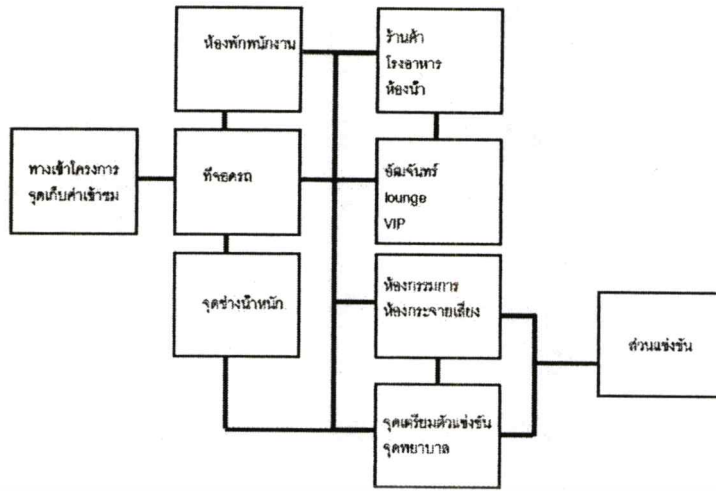 ห้องพักพนักงาน
ร้านค้า
โรงอาหาร
ห้องน้ำ
ทางเข้าโครงการ
จุดเก็บค่าเข้าชม
ที่จอดรถ
อัฒจันทร์
lounge
VIP
จุดชั่งน้ำหนัก
ห้องกรรมการ
ห้องกระจายเสียง
ส่วนแข่งขัน
จุดเตรียมตัวแข่งขัน
จุดพยาบาล